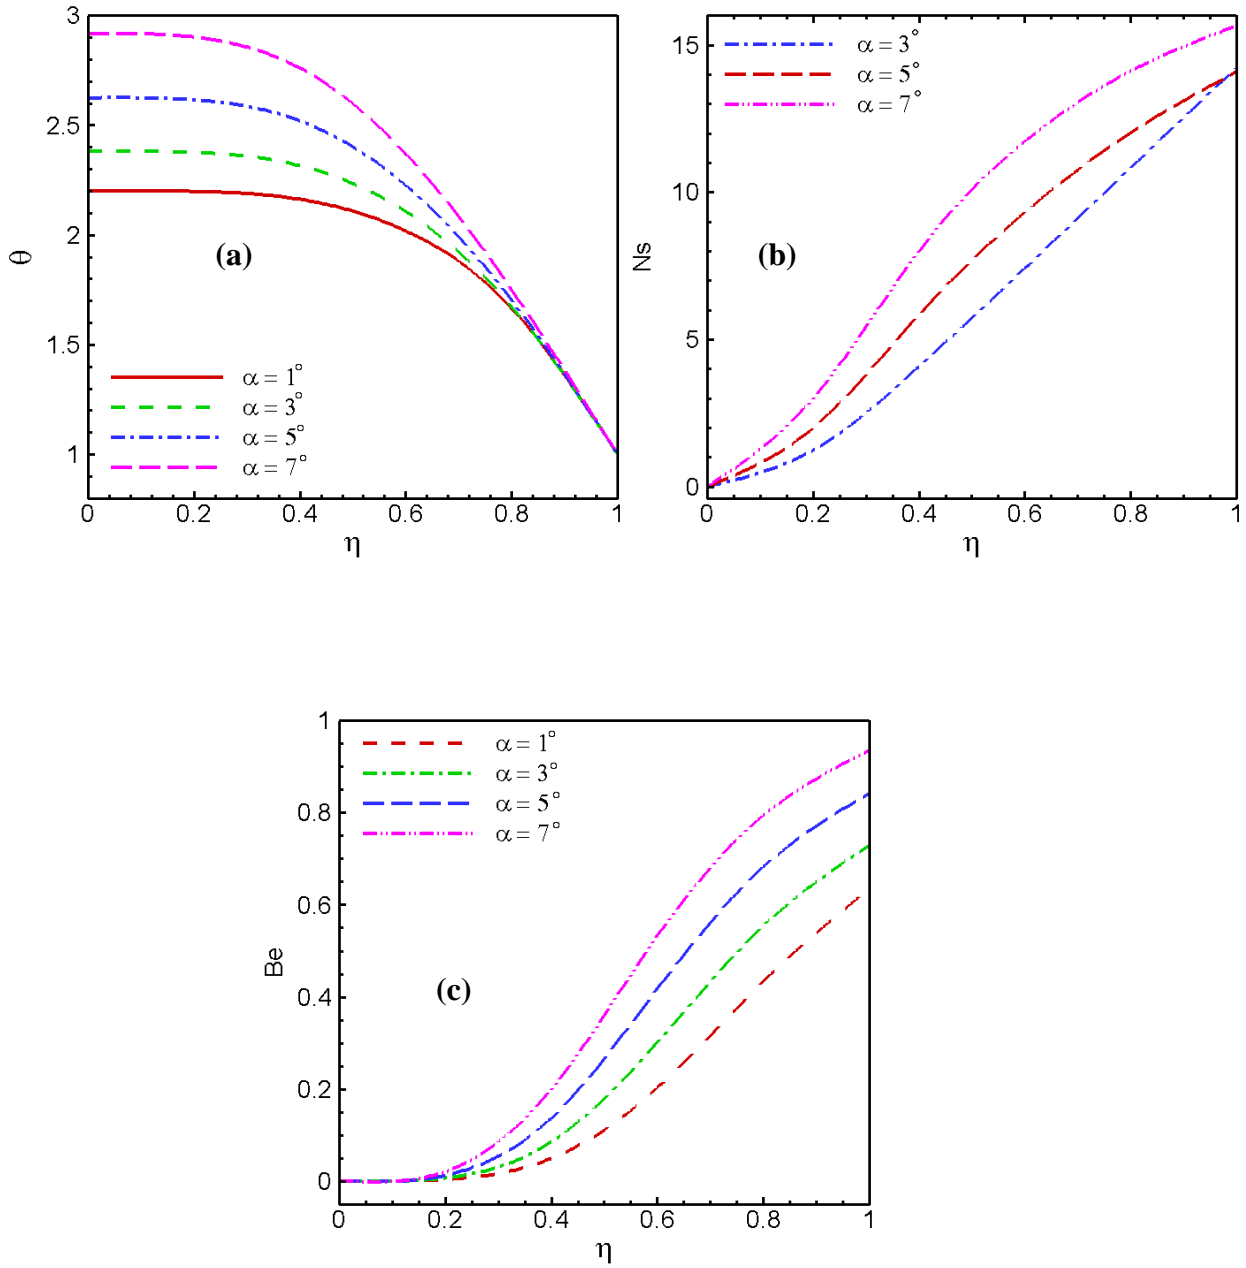 3
2.5
2
1.5
1
θ
(a)
α = 1°
α = 3°
α = 5°
α = 7°
0 0.2 0.4 0.6 0.8 1
η
15
10
5
0
Ns
α = 3°
α = 5°
α = 7°
(b)
0 0.2 0.4 0.6 0.8 1
η
1
0.8
0.6
0.4
0.2
0
Be
α = 1°
α = 3°
α = 5°
α = 7°
(c)
0 0.2 0.4 0.6 0.8 1
η